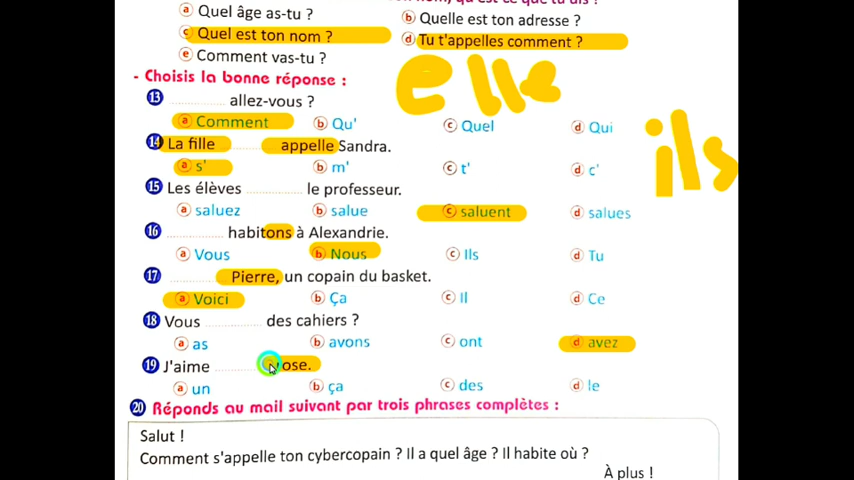 ⓐ Quel âge as-tu ? ⓑ Quelle est ton adresse ?
ⓒ Quel est ton nom ? ⓓ Tu t'appelles comment ?
ⓔ Comment vas-tu ?
- Choisis la bonne réponse :
13 .................. allez-vous ?
ⓐ Comment ⓑ Qu' ⓒ Quel ⓓ Qui
14 La fille .................. appelle Sandra.
ⓐ s' ⓑ m' ⓒ t' ⓓ c'
15 Les élèves .................. le professeur.
ⓐ saluez ⓑ salue ⓒ saluent ⓓ salues
16 .................. habitons à Alexandrie.
ⓐ Vous ⓑ Nous ⓒ Ils ⓓ Tu
17 .................. Pierre, un copain du basket.
ⓐ Voici ⓑ Ça ⓒ Il ⓓ Ce
18 Vous .................. des cahiers ?
ⓐ as ⓑ avons ⓒ ont ⓓ avez
19 J'aime ..................
ⓐ un ⓑ ça ⓒ des ⓓ le
20 Réponds au mail suivant par trois phrases complètes :
Salut !
Comment s'appelle ton cybercopain ? Il a quel âge ? Il habite où ?
À plus !
elle
ils